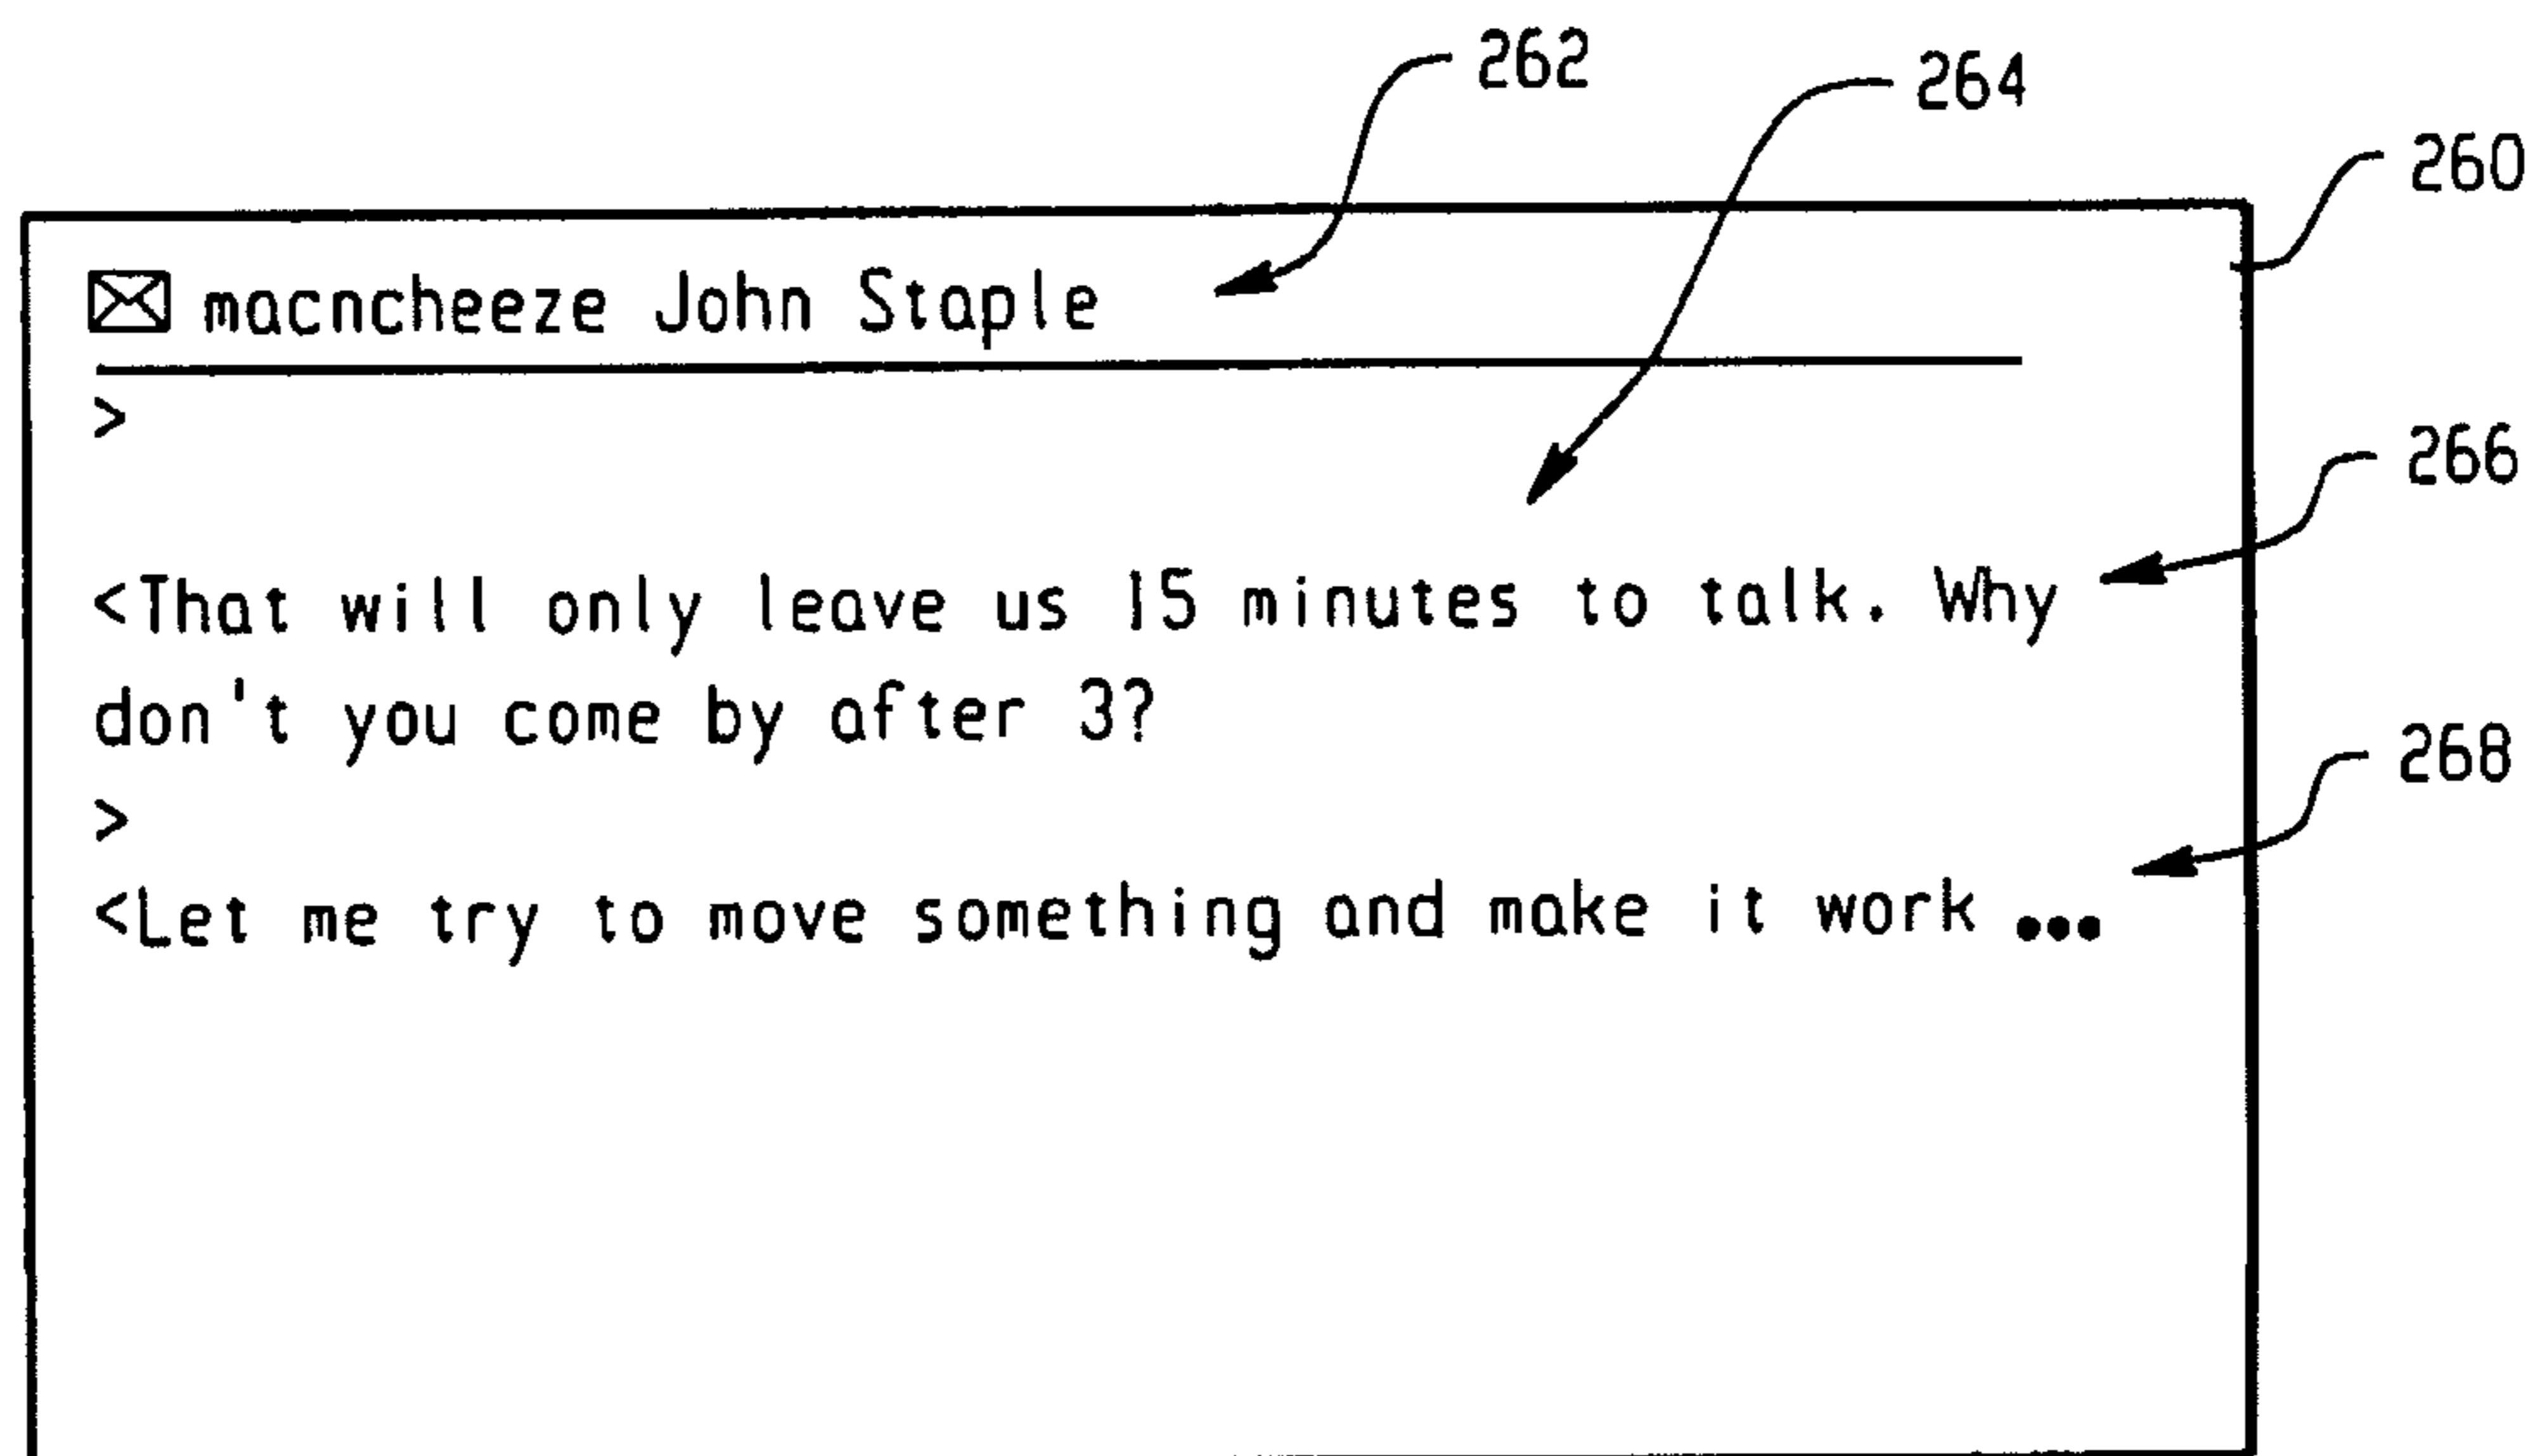 262
264
260
macncheeze John Staple
>
266
<That will only leave us 15 minutes to talk. Why
don't you come by after 3?
268
>
<Let me try to move something and make it work ...